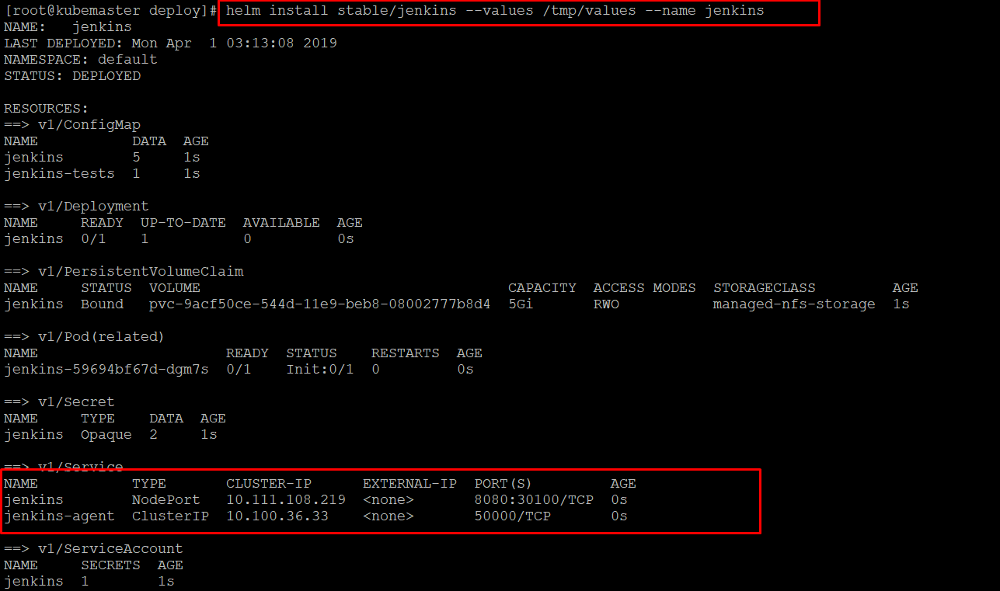 [root@kubemaster deploy]# helm install stable/jenkins --values /tmp/values --name jenkins
NAME:   jenkins
LAST DEPLOYED: Mon Apr  1 03:13:08 2019
NAMESPACE: default
STATUS: DEPLOYED
RESOURCES:
==> v1/ConfigMap
NAME           DATA  AGE
jenkins        5     1s
jenkins-tests  1     1s
==> v1/Deployment
NAME     READY  UP-TO-DATE  AVAILABLE  AGE
jenkins  0/1    1           0          0s
==> v1/PersistentVolumeClaim
NAME     STATUS  VOLUME                                    CAPACITY  ACCESS MODES  STORAGECLASS         AGE
jenkins  Bound   pvc-9acf50ce-544d-11e9-beb8-08002777b8d4  5Gi       RWO           managed-nfs-storage  1s
==> v1/Pod(related)
NAME                      READY  STATUS    RESTARTS  AGE
jenkins-59694bf67d-dgm7s  0/1    Init:0/1  0         0s
==> v1/Secret
NAME     TYPE    DATA  AGE
jenkins  Opaque  2     1s
==> v1/Service
NAME           TYPE       CLUSTER-IP      EXTERNAL-IP  PORT(S)         AGE
jenkins        NodePort   10.111.108.219  <none>       8080:30100/TCP  0s
jenkins-agent  ClusterIP  10.100.36.33    <none>       50000/TCP       0s
==> v1/ServiceAccount
NAME     SECRETS  AGE
jenkins  1        1s